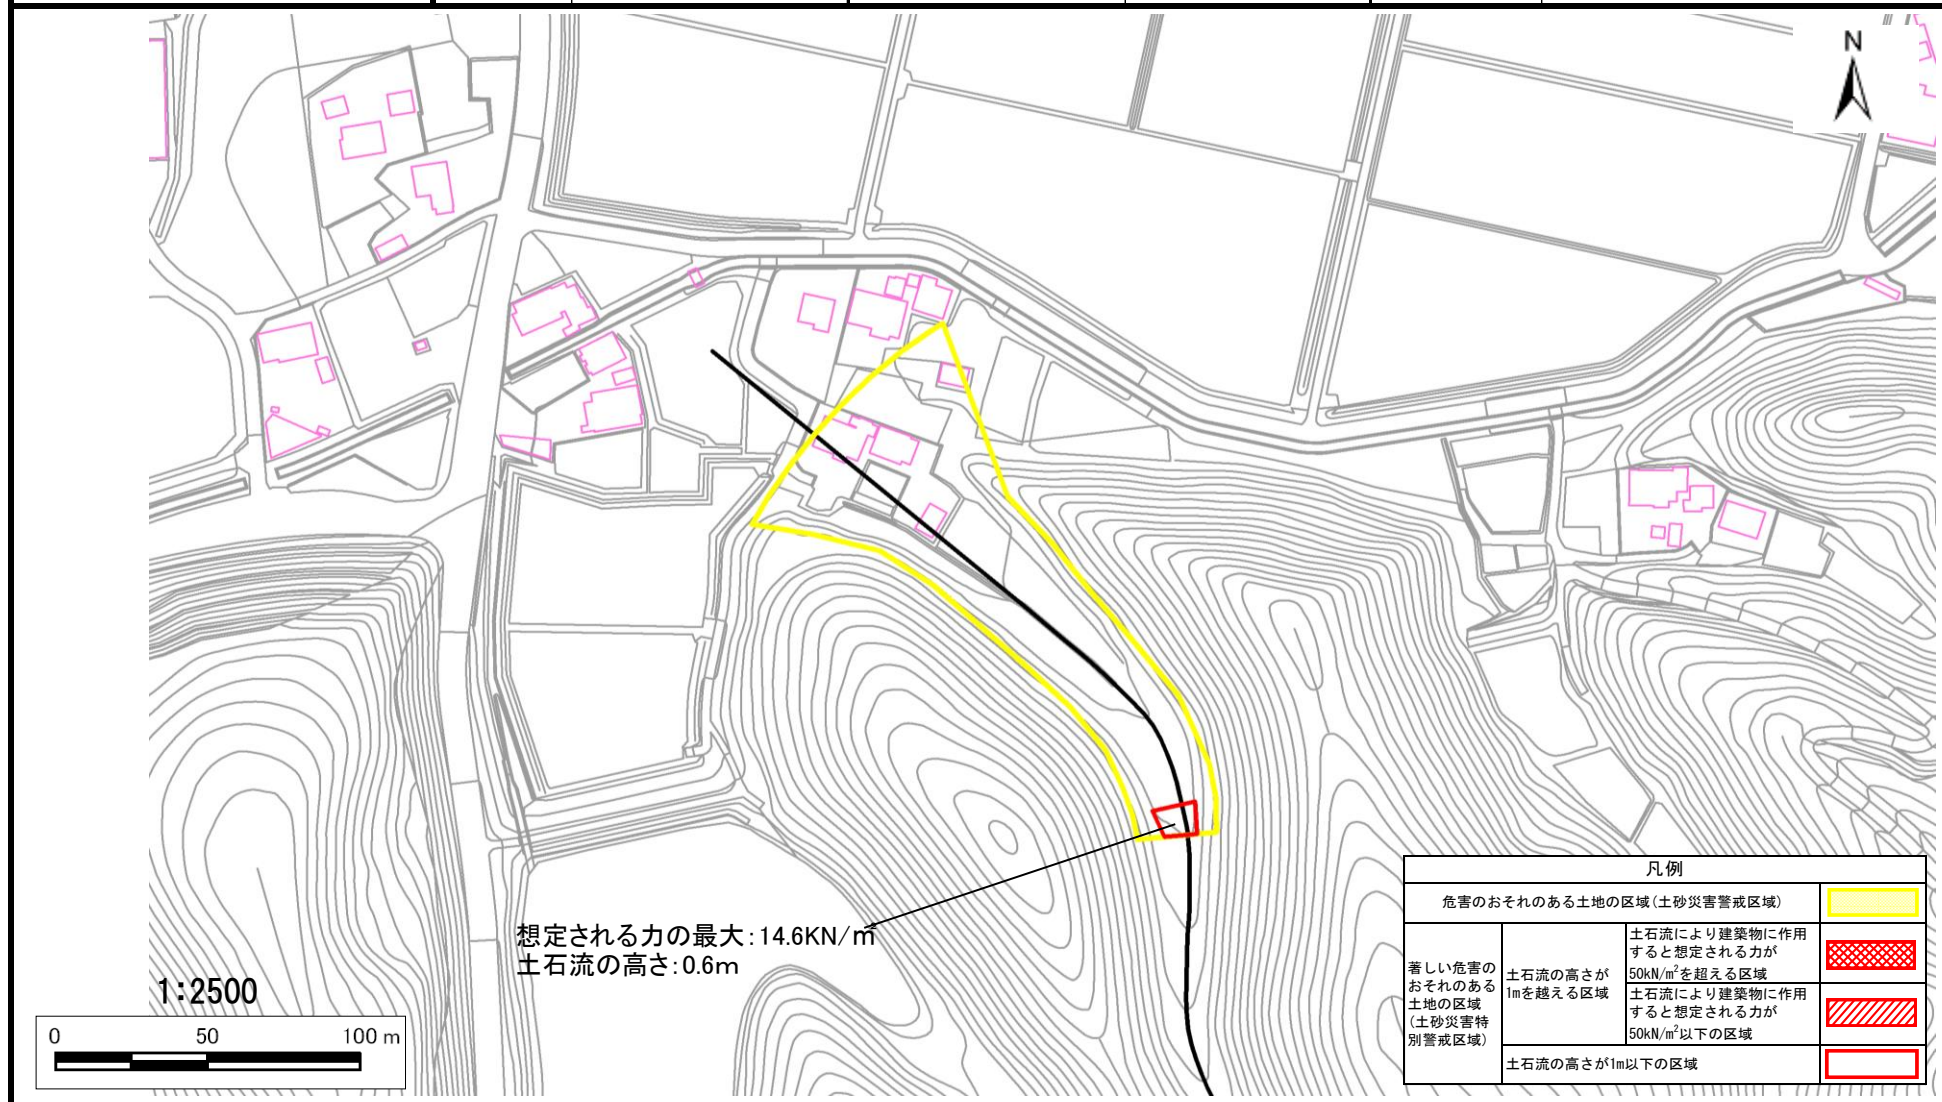 N
想定される力の最大:14.6KN/㎡
土石流の高さ:0.6m
1:2500
0 50 100 m
凡例
危害のおそれのある土地の区域(土砂災害警戒区域)
著しい危害の
おそれのある
土地の区域
(土砂災害特
別警戒区域)
土石流の高さが
1mを越える区域
土石流により建築物に作用
すると想定される力が
50kN/㎡を超える区域
土石流により建築物に作用
すると想定される力が
50kN/㎡以下の区域
土石流の高さが1m以下の区域